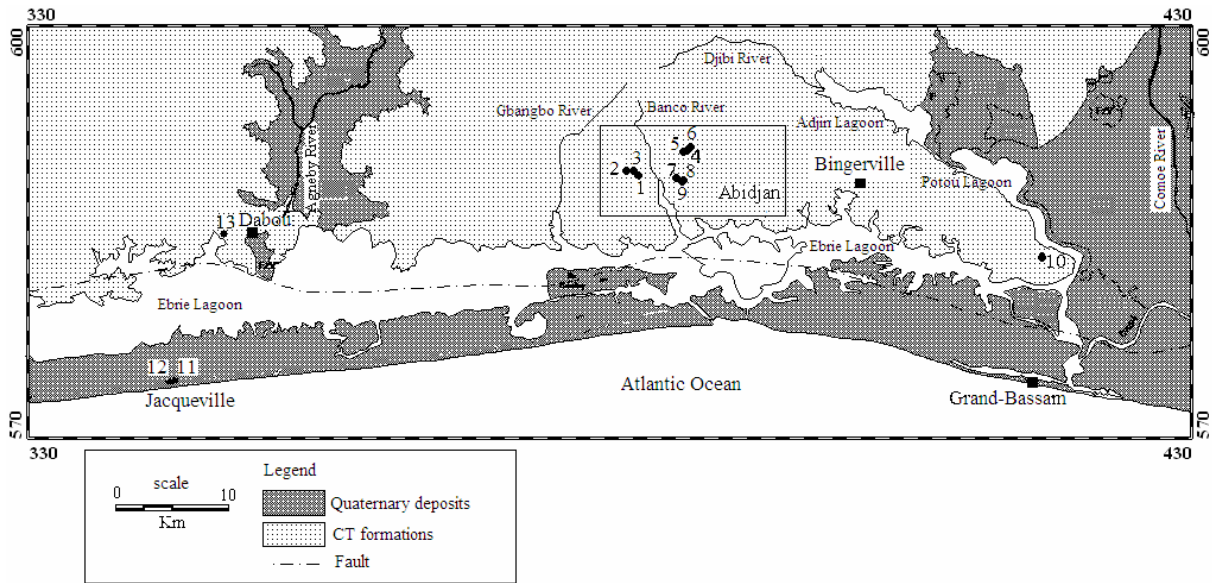 330
430
600
600
Djibi River
Gbangbo River
Banco River
Adjin Lagoon
Agneby River
Comoe River
6
5
4
2
3
1
7
8
9
Abidjan
Bingerville
Potou Lagoon
13
Dabou
Ebrie Lagoon
10
Ebrie Lagoon
12
11
Jacqueville
Atlantic Ocean
Grand-Bassam
570
570
330
430
Legend
scale
0
10
Km
Quaternary deposits
CT formations
Fault